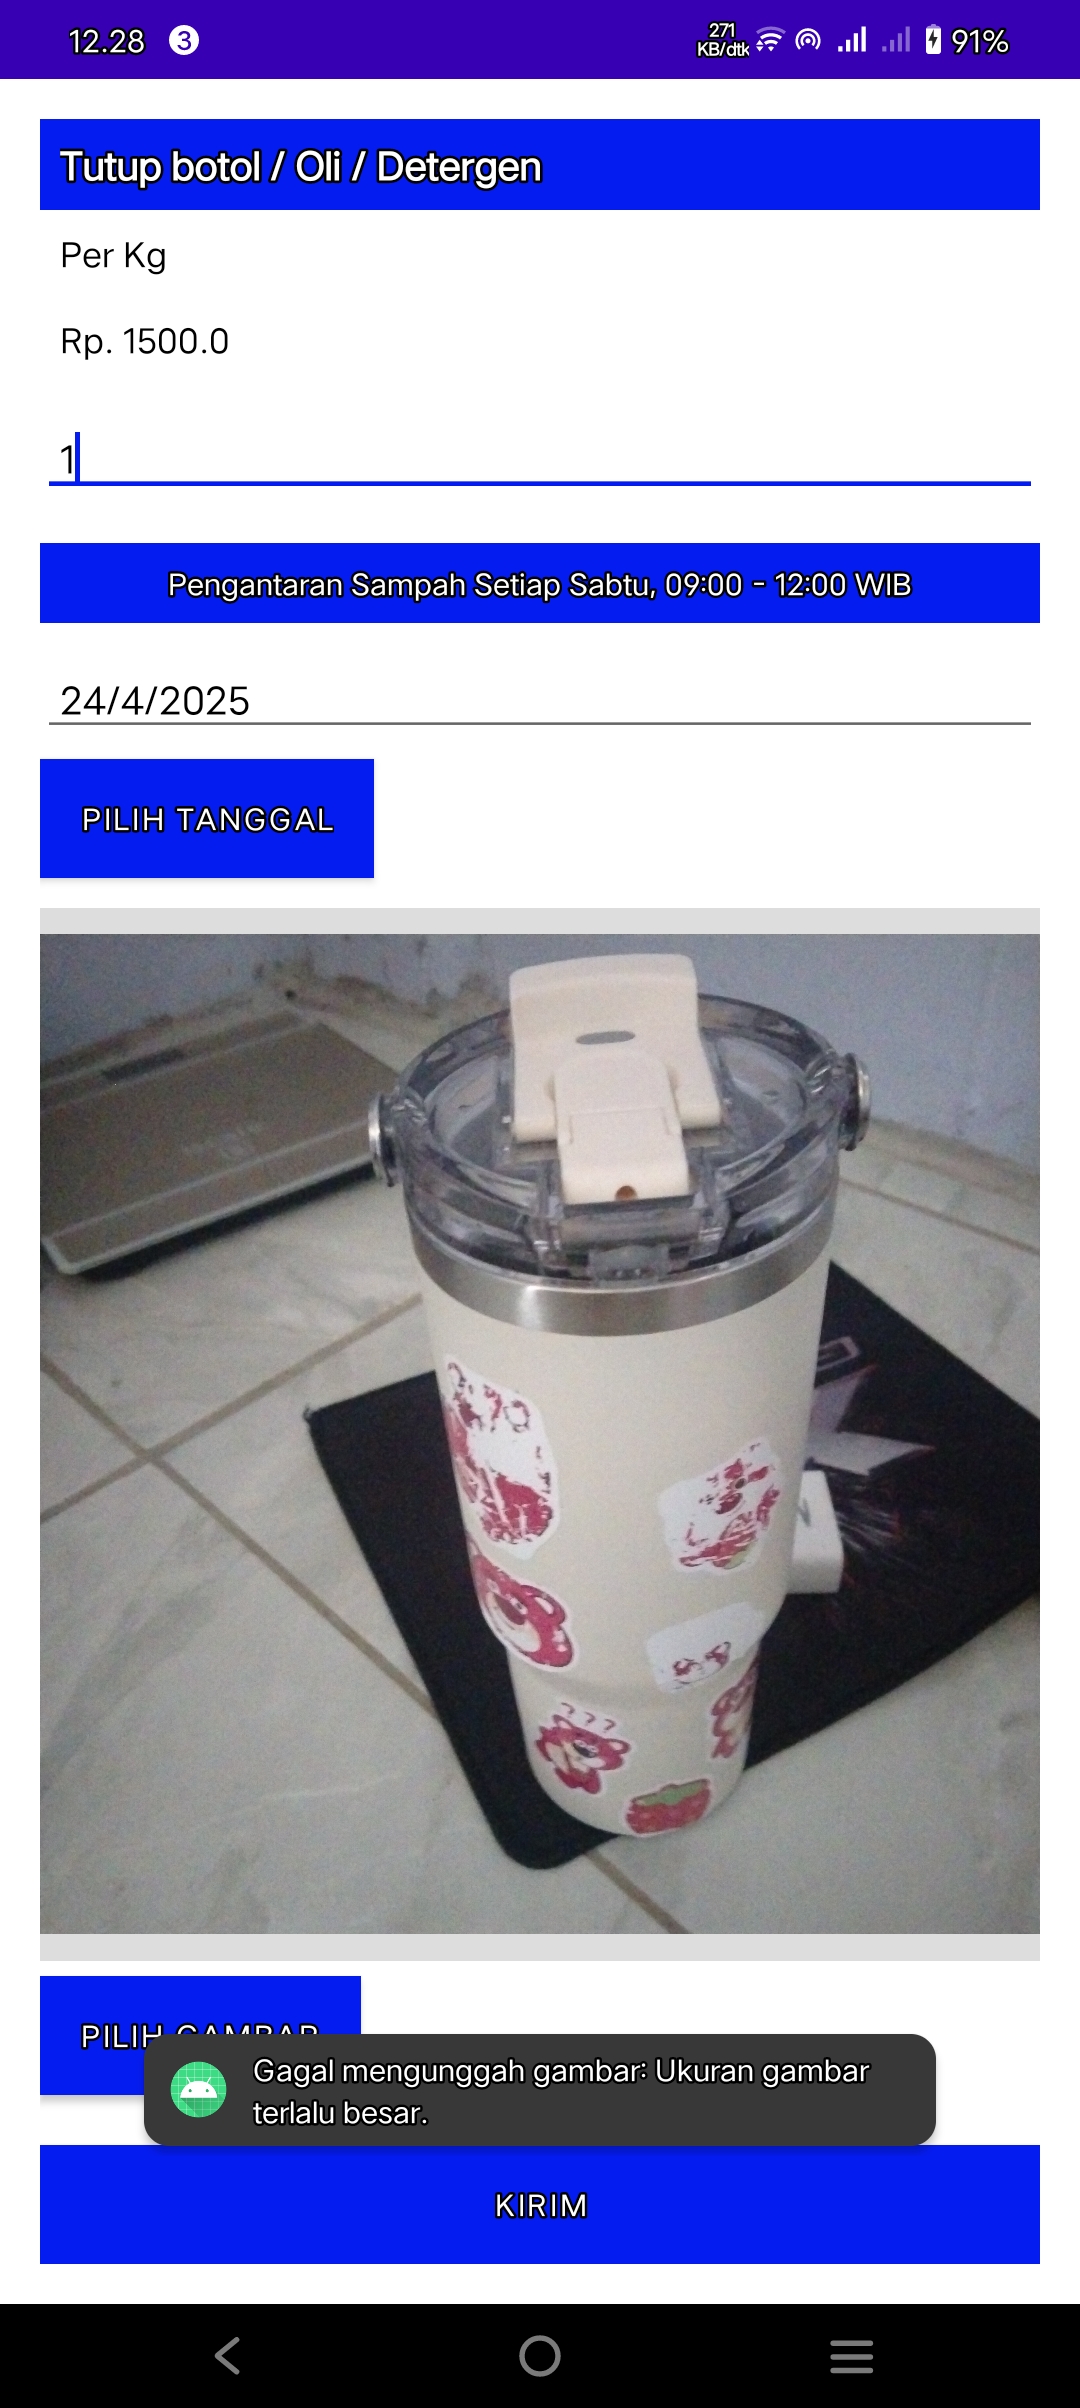 12.28
3
271
KB/dtk
91%
Tutup botol / Oli / Detergen
Per Kg
Rp. 1500.0
1
Pengantaran Sampah Setiap Sabtu, 09:00 - 12:00 WIB
24/4/2025
PILIH TANGGAL
? ? ?
PILIH GAMBAR
Gagal mengunggah gambar: Ukuran gambar
terlalu besar.
KIRIM